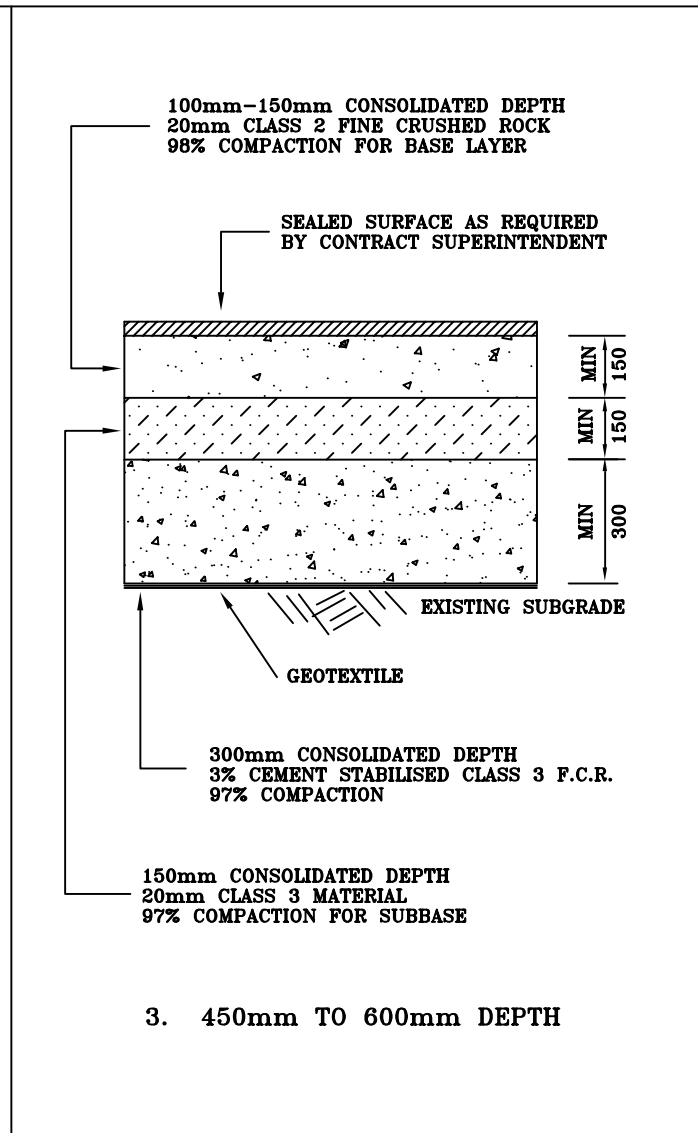 100mm-150mm CONSOLIDATED DEPTH
20mm CLASS 2 FINE CRUSHED ROCK
98% COMPACTION FOR BASE LAYER
SEALED SURFACE AS REQUIRED
BY CONTRACT SUPERINTENDENT
MIN
150
MIN
150
MIN
300
EXISTING SUBGRADE
GEOTEXTILE
300mm CONSOLIDATED DEPTH
3% CEMENT STABILISED CLASS 3 F.C.R.
97% COMPACTION
150mm CONSOLIDATED DEPTH
20mm CLASS 3 MATERIAL
97% COMPACTION FOR SUBBASE
3. 450mm TO 600mm DEPTH